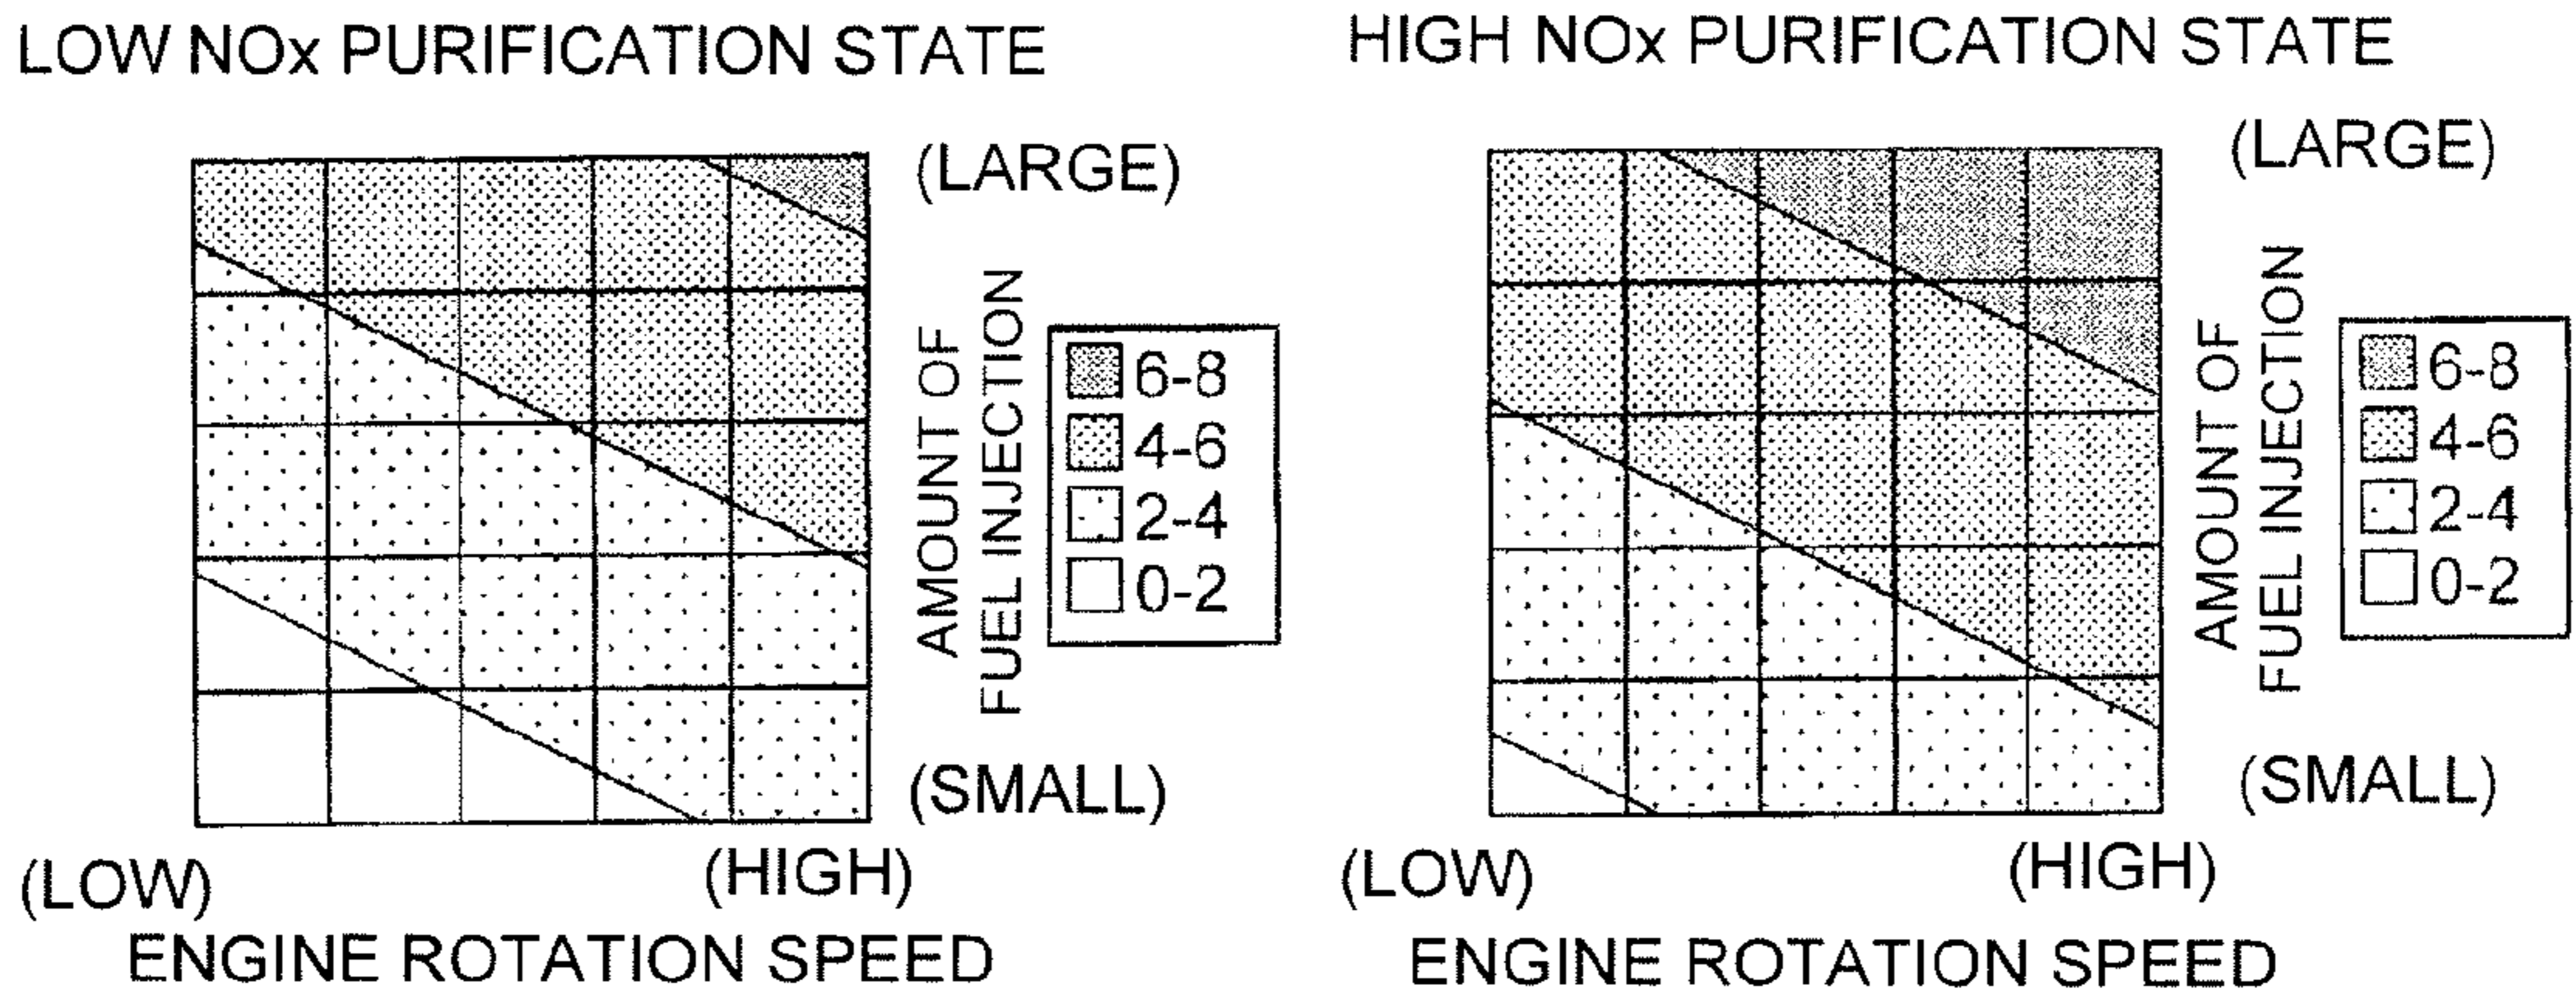 LOW NOx PURIFICATION STATE
(LARGE)
AMOUNT OF
FUEL INJECTION
6-8
4-6
2-4
0-2
(SMALL)
(LOW)
(HIGH)
ENGINE ROTATION SPEED
HIGH NOx PURIFICATION STATE
(LARGE)
AMOUNT OF
FUEL INJECTION
6-8
4-6
2-4
0-2
(SMALL)
(LOW)
(HIGH)
ENGINE ROTATION SPEED